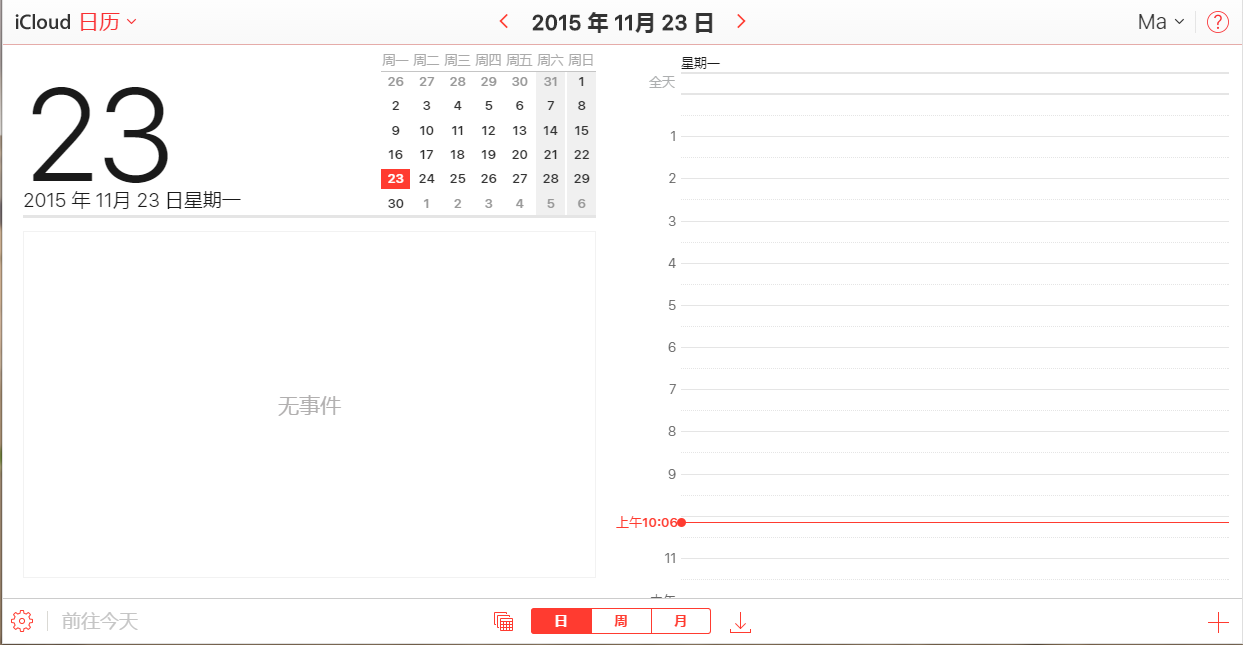 iCloud 日历
2015 年 11月 23 日
Ma
?
23
2015 年 11月 23 日星期一
周一 周二 周三 周四 周五 周六 周日
26 27 28 29 30 31 1
2 3 4 5 6 7 8
9 10 11 12 13 14 15
16 17 18 19 20 21 22
23 24 25 26 27 28 29
30 1 2 3 4 5 6
无事件
星期一
全天
1
2
3
4
5
6
7
8
9
上午10:06
11
前往今天
日 周 月